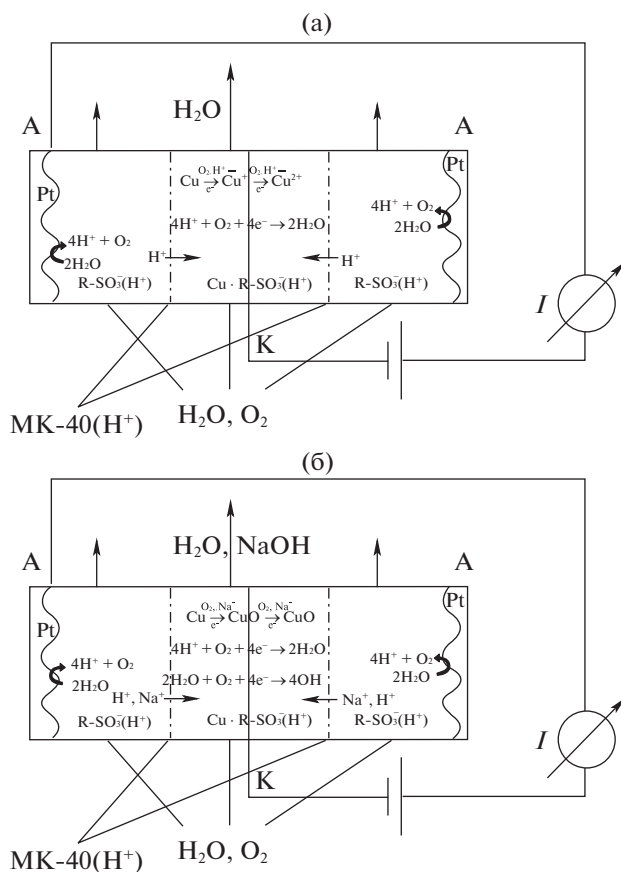 (а)
H₂O
A A
O₂, H⁺ O₂, H⁺
Cu → Cu⁺ → Cu²⁺
e⁻ e⁻
Pt Pt
4H⁺ + O₂
2H₂O
4H⁺ + O₂ + 4e⁻ → 2H₂O
4H⁺ + O₂
2H₂O
H⁺ H⁺
R-SO₃⁻(H⁺) Cu · R-SO₃⁻(H⁺) R-SO₃⁻(H⁺)
I
K
MK-40(H⁺)
H₂O, O₂
(б)
H₂O, NaOH
A A
O₂, Na⁻ O₂, Na⁻
Cu → CuO → CuO
e⁻ e⁻
Pt Pt
4H⁺ + O₂
2H₂O
4H⁺ + O₂ + 4e⁻ → 2H₂O
2H₂O + O₂ + 4e⁻ → 4OH
4H⁺ + O₂
2H₂O
H⁺, Na⁺ Na⁺, H⁺
R-SO₃⁻(H⁺) Cu · R-SO₃⁻(H⁺) R-SO₃⁻(H⁺)
I
K
MK-40(H⁺)
H₂O, O₂